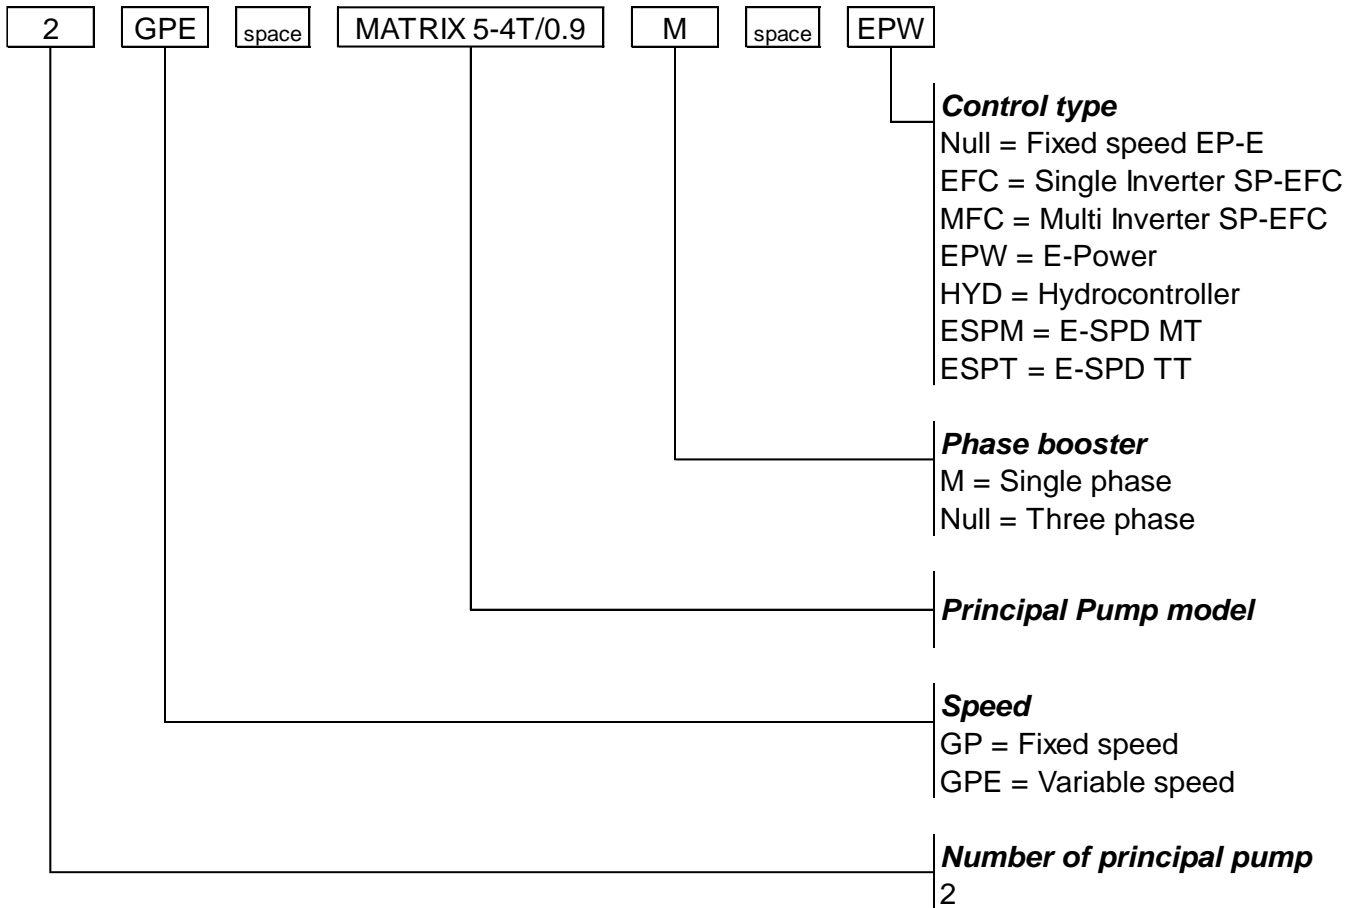 2 GPE space MATRIX 5-4T/0.9 M space EPW
Control type
Null = Fixed speed EP-E
EFC = Single Inverter SP-EFC
MFC = Multi Inverter SP-EFC
EPW = E-Power
HYD = Hydrocontroller
ESPM = E-SPD MT
ESPT = E-SPD TT
Phase booster
M = Single phase
Null = Three phase
Principal Pump model
Speed
GP = Fixed speed
GPE = Variable speed
Number of principal pump
2